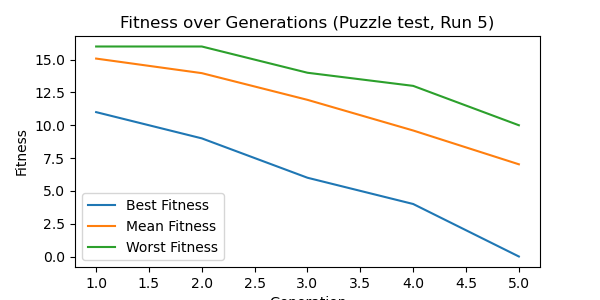 Fitness over Generations (Puzzle test, Run 5)
Fitness
15.0
12.5
10.0
7.5
5.0
2.5
0.0
Best Fitness
Mean Fitness
Worst Fitness
1.0 1.5 2.0 2.5 3.0 3.5 4.0 4.5 5.0
Generation